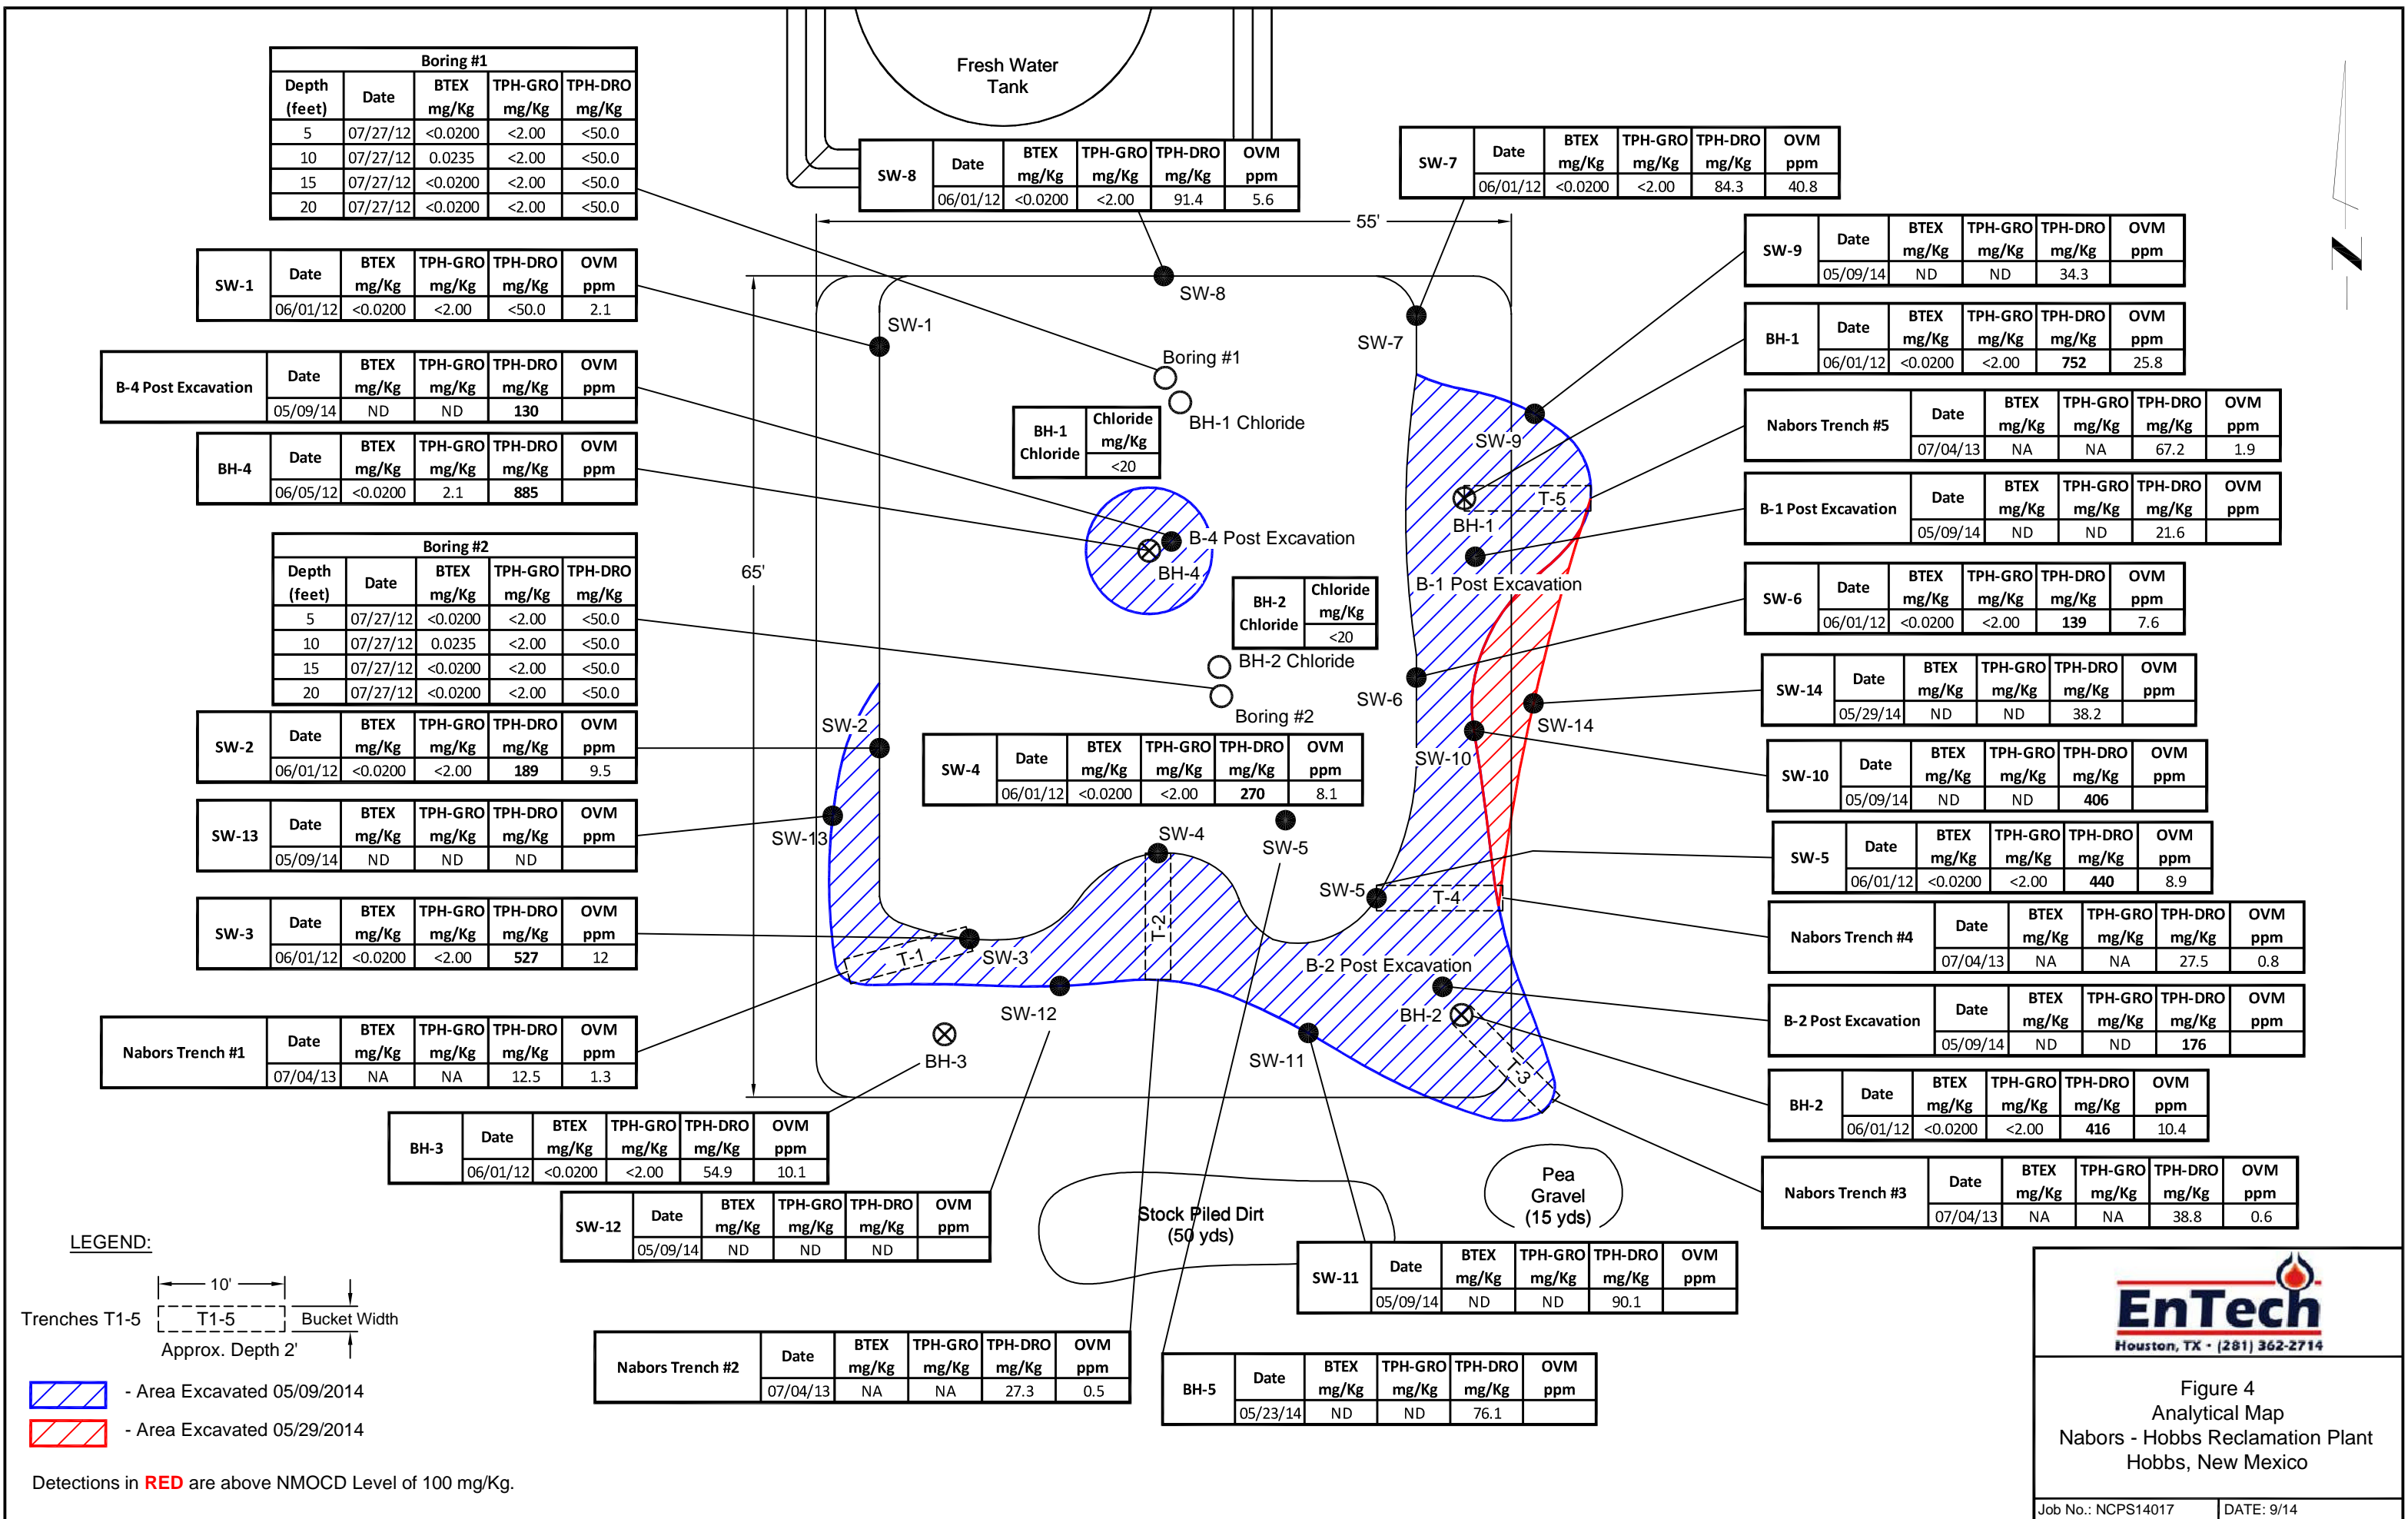 Fresh Water
Tank
Boring #1
Depth (feet) Date BTEX mg/Kg TPH-GRO mg/Kg TPH-DRO mg/Kg
5 07/27/12 <0.0200 <2.00 <50.0
10 07/27/12 0.0235 <2.00 <50.0
15 07/27/12 <0.0200 <2.00 <50.0
20 07/27/12 <0.0200 <2.00 <50.0
SW-8 Date BTEX mg/Kg TPH-GRO mg/Kg TPH-DRO mg/Kg OVM ppm
06/01/12 <0.0200 <2.00 91.4 5.6
SW-7 Date BTEX mg/Kg TPH-GRO mg/Kg TPH-DRO mg/Kg OVM ppm
06/01/12 <0.0200 <2.00 84.3 40.8
55'
SW-1 Date BTEX mg/Kg TPH-GRO mg/Kg TPH-DRO mg/Kg OVM ppm
06/01/12 <0.0200 <2.00 <50.0 2.1
B-4 Post Excavation Date BTEX mg/Kg TPH-GRO mg/Kg TPH-DRO mg/Kg OVM ppm
05/09/14 ND ND 130
BH-4 Date BTEX mg/Kg TPH-GRO mg/Kg TPH-DRO mg/Kg OVM ppm
06/05/12 <0.0200 2.1 885
Boring #2
Depth (feet) Date BTEX mg/Kg TPH-GRO mg/Kg TPH-DRO mg/Kg
5 07/27/12 <0.0200 <2.00 <50.0
10 07/27/12 0.0235 <2.00 <50.0
15 07/27/12 <0.0200 <2.00 <50.0
20 07/27/12 <0.0200 <2.00 <50.0
SW-2 Date BTEX mg/Kg TPH-GRO mg/Kg TPH-DRO mg/Kg OVM ppm
06/01/12 <0.0200 <2.00 189 9.5
SW-13 Date BTEX mg/Kg TPH-GRO mg/Kg TPH-DRO mg/Kg OVM ppm
05/09/14 ND ND ND
SW-3 Date BTEX mg/Kg TPH-GRO mg/Kg TPH-DRO mg/Kg OVM ppm
06/01/12 <0.0200 <2.00 527 12
Nabors Trench #1 Date BTEX mg/Kg TPH-GRO mg/Kg TPH-DRO mg/Kg OVM ppm
07/04/13 NA NA 12.5 1.3
BH-3 Date BTEX mg/Kg TPH-GRO mg/Kg TPH-DRO mg/Kg OVM ppm
06/01/12 <0.0200 <2.00 54.9 10.1
SW-12 Date BTEX mg/Kg TPH-GRO mg/Kg TPH-DRO mg/Kg OVM ppm
05/09/14 ND ND ND
Nabors Trench #2 Date BTEX mg/Kg TPH-GRO mg/Kg TPH-DRO mg/Kg OVM ppm
07/04/13 NA NA 27.3 0.5
65'
SW-8
SW-1
SW-7
Boring #1
BH-1 Chloride
BH-1 Chloride Chloride mg/Kg
<20
SW-9
T-5
BH-1
B-4 Post Excavation
BH-4
B-1 Post Excavation
BH-2 Chloride Chloride mg/Kg
<20
BH-2 Chloride
SW-6
Boring #2
SW-2
SW-14
SW-10
SW-4 Date BTEX mg/Kg TPH-GRO mg/Kg TPH-DRO mg/Kg OVM ppm
06/01/12 <0.0200 <2.00 270 8.1
SW-13
SW-4
SW-5
SW-5
T-4
T-2
T-1
SW-3
B-2 Post Excavation
SW-12
BH-2
BH-3
SW-11
T-3
Stock Piled Dirt
(50 yds)
Pea
Gravel
(15 yds)
SW-11 Date BTEX mg/Kg TPH-GRO mg/Kg TPH-DRO mg/Kg OVM ppm
05/09/14 ND ND 90.1
BH-5 Date BTEX mg/Kg TPH-GRO mg/Kg TPH-DRO mg/Kg OVM ppm
05/23/14 ND ND 76.1
N
SW-9 Date BTEX mg/Kg TPH-GRO mg/Kg TPH-DRO mg/Kg OVM ppm
05/09/14 ND ND 34.3
BH-1 Date BTEX mg/Kg TPH-GRO mg/Kg TPH-DRO mg/Kg OVM ppm
06/01/12 <0.0200 <2.00 752 25.8
Nabors Trench #5 Date BTEX mg/Kg TPH-GRO mg/Kg TPH-DRO mg/Kg OVM ppm
07/04/13 NA NA 67.2 1.9
B-1 Post Excavation Date BTEX mg/Kg TPH-GRO mg/Kg TPH-DRO mg/Kg OVM ppm
05/09/14 ND ND 21.6
SW-6 Date BTEX mg/Kg TPH-GRO mg/Kg TPH-DRO mg/Kg OVM ppm
06/01/12 <0.0200 <2.00 139 7.6
SW-14 Date BTEX mg/Kg TPH-GRO mg/Kg TPH-DRO mg/Kg OVM ppm
05/29/14 ND ND 38.2
SW-10 Date BTEX mg/Kg TPH-GRO mg/Kg TPH-DRO mg/Kg OVM ppm
05/09/14 ND ND 406
SW-5 Date BTEX mg/Kg TPH-GRO mg/Kg TPH-DRO mg/Kg OVM ppm
06/01/12 <0.0200 <2.00 440 8.9
Nabors Trench #4 Date BTEX mg/Kg TPH-GRO mg/Kg TPH-DRO mg/Kg OVM ppm
07/04/13 NA NA 27.5 0.8
B-2 Post Excavation Date BTEX mg/Kg TPH-GRO mg/Kg TPH-DRO mg/Kg OVM ppm
05/09/14 ND ND 176
BH-2 Date BTEX mg/Kg TPH-GRO mg/Kg TPH-DRO mg/Kg OVM ppm
06/01/12 <0.0200 <2.00 416 10.4
Nabors Trench #3 Date BTEX mg/Kg TPH-GRO mg/Kg TPH-DRO mg/Kg OVM ppm
07/04/13 NA NA 38.8 0.6
LEGEND:
10'
Trenches T1-5 T1-5 Bucket Width
Approx. Depth 2'
- Area Excavated 05/09/2014
- Area Excavated 05/29/2014
Detections in RED are above NMOCD Level of 100 mg/Kg.
EnTech
Houston, TX • (281) 362-2714
Figure 4
Analytical Map
Nabors - Hobbs Reclamation Plant
Hobbs, New Mexico
Job No.: NCPS14017 DATE: 9/14